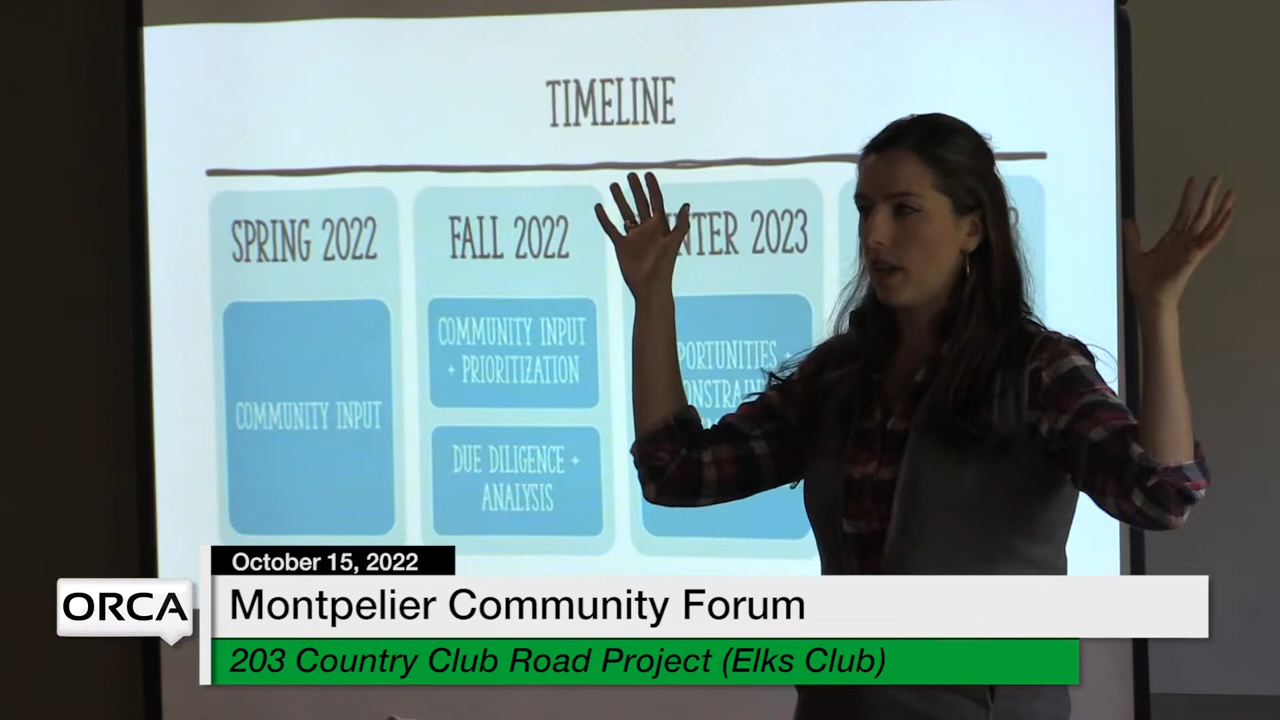 TIMELINE
SPRING 2022
COMMUNITY INPUT
FALL 2022
COMMUNITY INPUT
+ PRIORITIZATION
DUE DILIGENCE +
ANALYSIS
2023
October 15, 2022
ORCA
Montpelier Community Forum
203 Country Club Road Project (Elks Club)